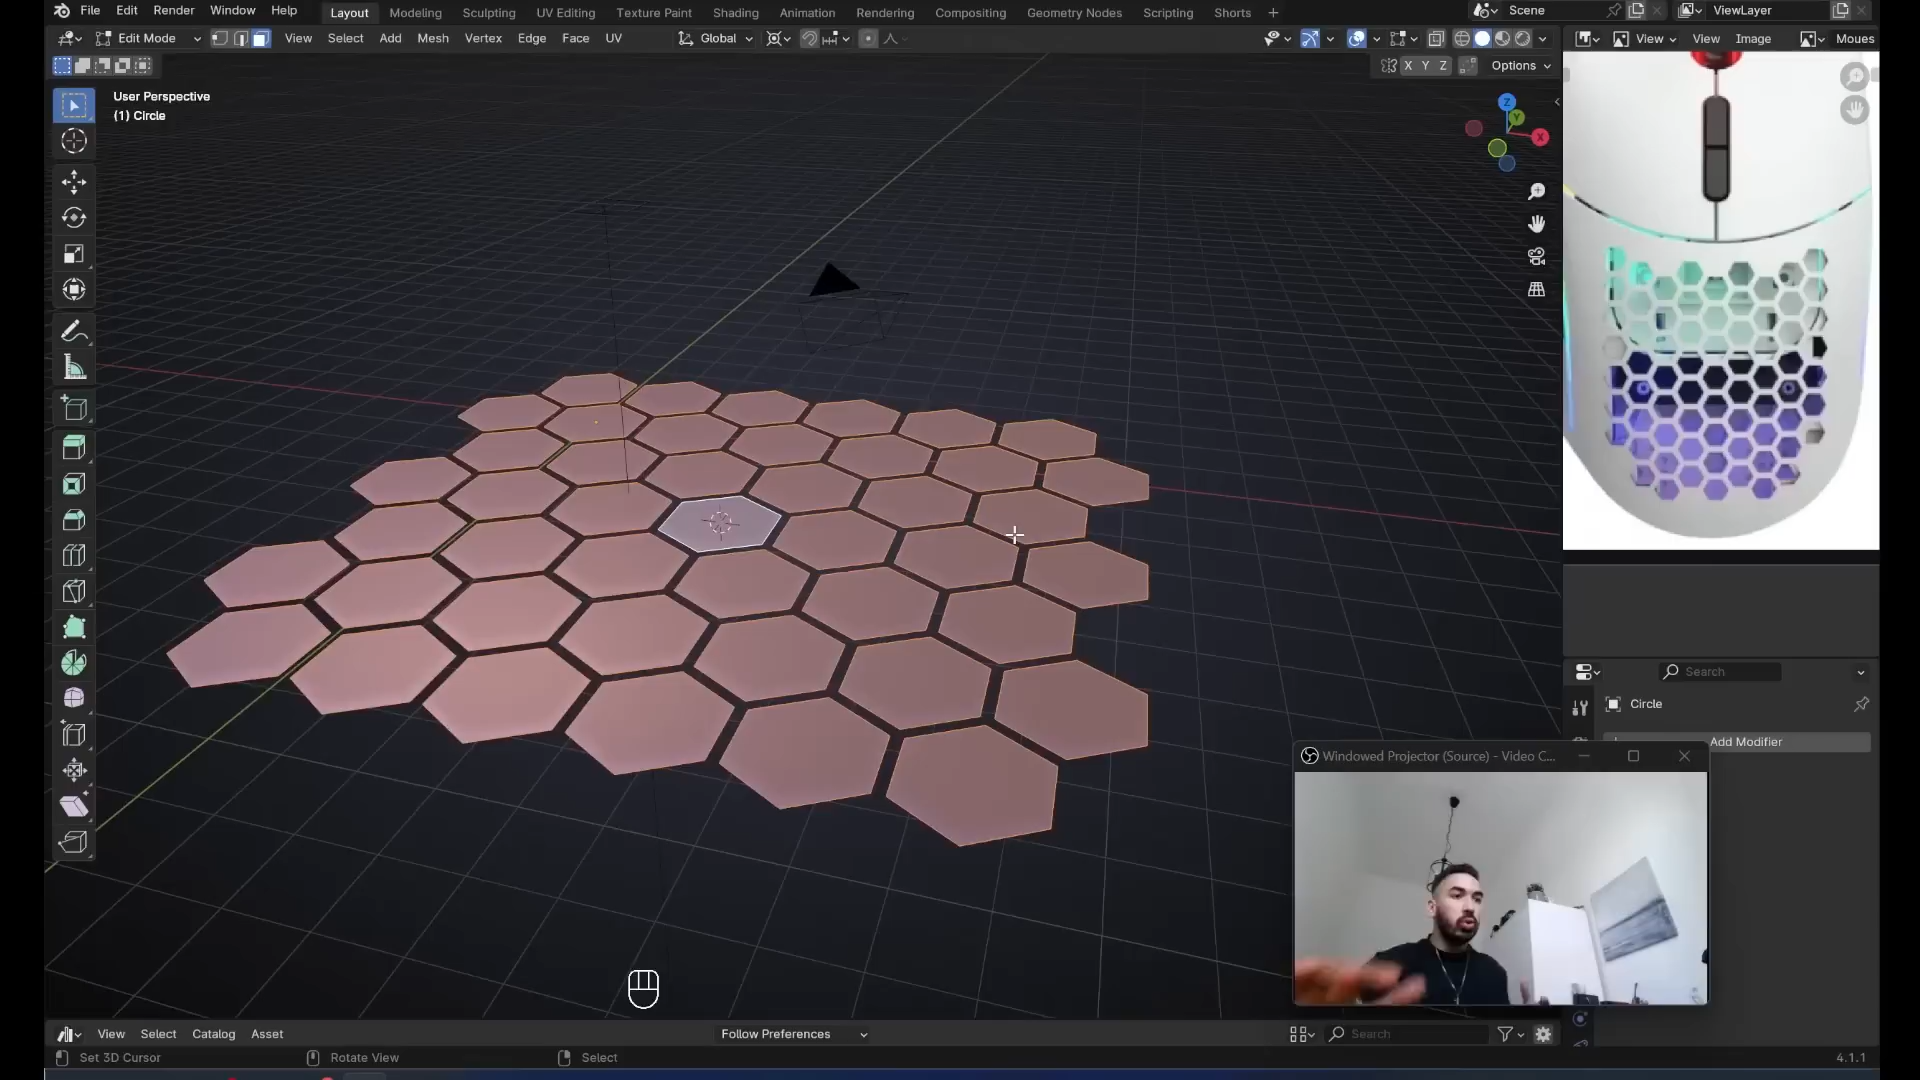 File Edit Render Window Help Layout Modeling Sculpting UV Editing Texture Paint Shading Animation Rendering Compositing Geometry Nodes Scripting Shorts + Scene ViewLayer
Edit Mode View Select Add Mesh Vertex Edge Face UV Global View View Image Moues
X Y Z Options
User Perspective
(1) Circle
Z
Y
X
Search
Circle
Add Modifier
Windowed Projector (Source) - Video C...
View Select Catalog Asset Follow Preferences Search
Set 3D Cursor Rotate View Select 4.1.1